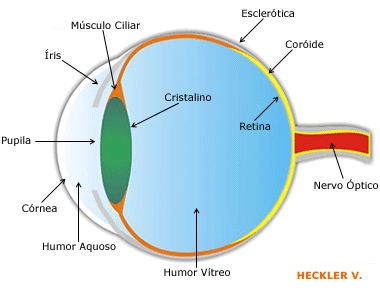 Esclerótica
Músculo Ciliar
Coróide
Íris
Cristalino
Retina
Pupila
Nervo Óptico
Córnea
Humor Aquoso
Humor Vítreo
HECKLER V.